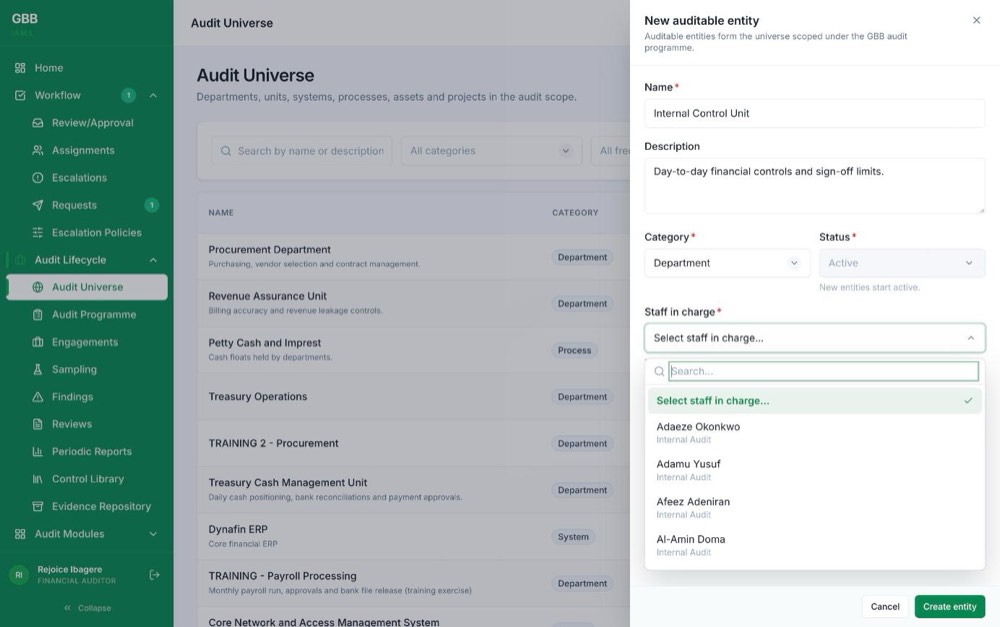 GBB
Home
Workflow 1
Review/Approval
Assignments
Escalations
Requests 1
Escalation Policies
Audit Lifecycle
Audit Universe
Audit Programme
Engagements
Sampling
Findings
Reviews
Periodic Reports
Control Library
Evidence Repository
Audit Modules
RI
Rejoice Ibagere
FINANCIAL AUDITOR
« Collapse
Audit Universe
Audit Universe
Departments, units, systems, processes, assets and projects in the audit scope.
Search by name or description
All categories
All
NAME CATEGORY
Procurement Department
Purchasing, vendor selection and contract management.
Department
Revenue Assurance Unit
Billing accuracy and revenue leakage controls.
Department
Petty Cash and Imprest
Cash floats held by departments.
Process
Treasury Operations
Department
TRAINING 2 - Procurement
Department
Treasury Cash Management Unit
Daily cash positioning, bank reconciliations and payment approvals.
Department
Dynafin ERP
Core financial ERP
System
TRAINING - Payroll Processing
Monthly payroll run, approvals and bank file release (training exercise)
Department
Core Network and Access Management System
New auditable entity
Auditable entities form the universe scoped under the GBB audit
programme.
Name*
Internal Control Unit
Description
Day-to-day financial controls and sign-off limits.
Category* Status*
Department Active
New entities start active.
Staff in charge*
Select staff in charge...
Search...
Select staff in charge...
Adaeze Okonkwo
Internal Audit
Adamu Yusuf
Internal Audit
Afeez Adeniran
Internal Audit
Al-Amin Doma
Internal Audit
Cancel Create entity